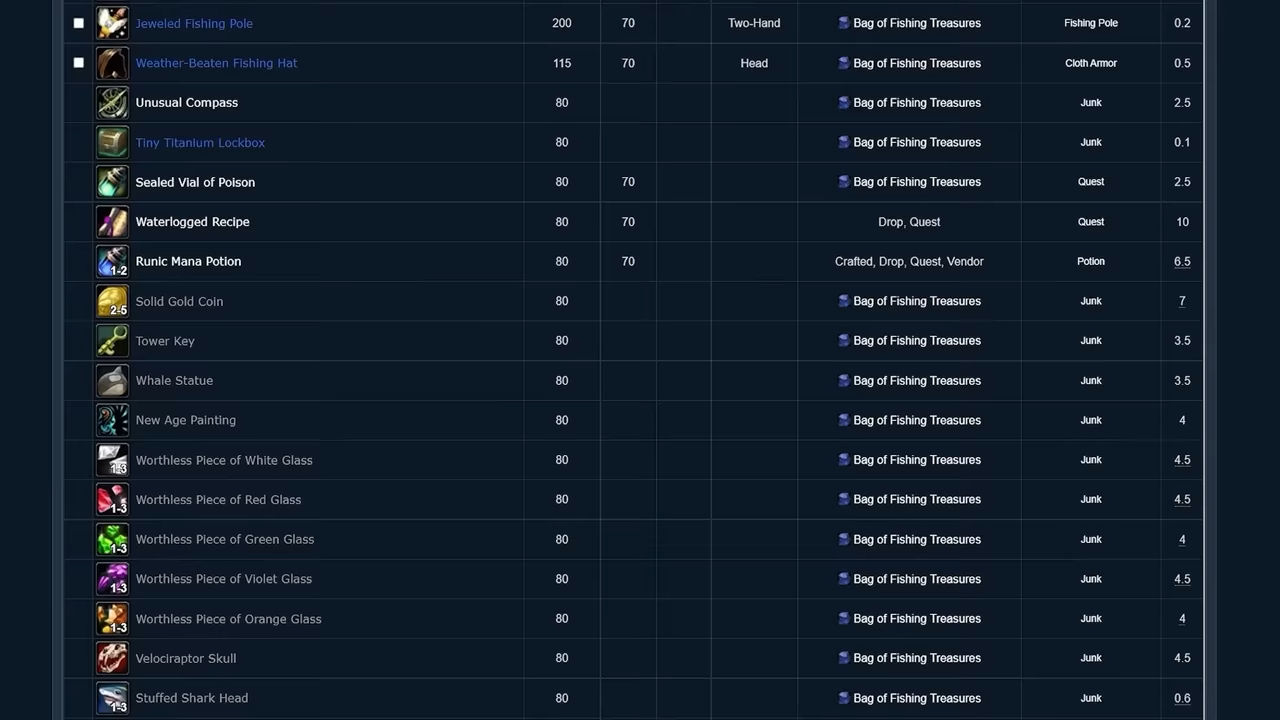 Jeweled Fishing Pole 200 70 Two-Hand Bag of Fishing Treasures Fishing Pole 0.2
Weather-Beaten Fishing Hat 115 70 Head Bag of Fishing Treasures Cloth Armor 0.5
Unusual Compass 80 Bag of Fishing Treasures Junk 2.5
Tiny Titanium Lockbox 80 Bag of Fishing Treasures Junk 0.1
Sealed Vial of Poison 80 70 Bag of Fishing Treasures Quest 2.5
Waterlogged Recipe 80 70 Drop, Quest Quest 10
1-2 Runic Mana Potion 80 70 Crafted, Drop, Quest, Vendor Potion 6.5
2-5 Solid Gold Coin 80 Bag of Fishing Treasures Junk 7
Tower Key 80 Bag of Fishing Treasures Junk 3.5
Whale Statue 80 Bag of Fishing Treasures Junk 3.5
New Age Painting 80 Bag of Fishing Treasures Junk 4
1-3 Worthless Piece of White Glass 80 Bag of Fishing Treasures Junk 4.5
1-3 Worthless Piece of Red Glass 80 Bag of Fishing Treasures Junk 4.5
1-3 Worthless Piece of Green Glass 80 Bag of Fishing Treasures Junk 4
1-3 Worthless Piece of Violet Glass 80 Bag of Fishing Treasures Junk 4.5
1-3 Worthless Piece of Orange Glass 80 Bag of Fishing Treasures Junk 4
Velociraptor Skull 80 Bag of Fishing Treasures Junk 4.5
1-3 Stuffed Shark Head 80 Bag of Fishing Treasures Junk 0.6